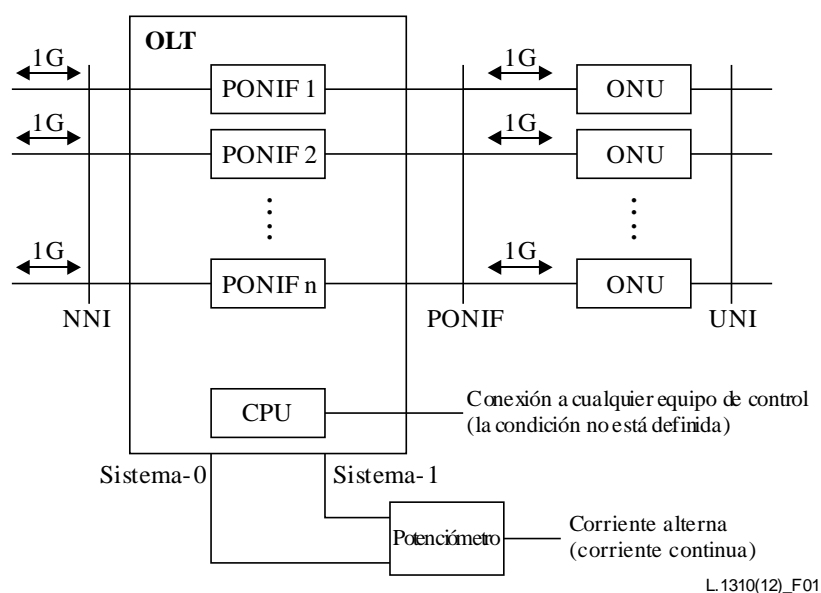 OLT
1G
1G
PONIF 1
ONU
1G
1G
PONIF 2
ONU
1G
1G
PONIF n
ONU
NNI
PONIF
UNI
CPU
Conexión a cualquier equipo de control
(la condición no está definida)
Sistema-0
Sistema-1
Potenciómetro
Corriente alterna
(corriente continua)
L.1310(12)_F01